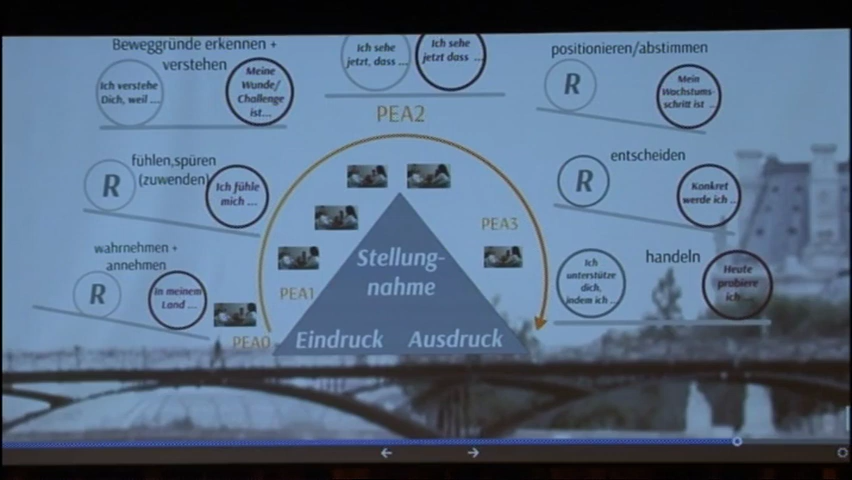 Beweggründe erkennen +
verstehen
Ich verstehe
Dich, weil ...
Meine
Wunde/
Challenge
ist...
Ich sehe
jetzt, dass ...
Ich sehe
jetzt dass ...
positionieren/abstimmen
R
Mein
Wachstums-
schritt ist ...
PEA2
fühlen,spüren
(zuwenden)
R
Ich fühle
mich ...
entscheiden
R
Konkret
werde ich ...
wahrnehmen +
annehmen
R
In meinem
Land ...
PEA3
handeln
Ich
unterstütze
dich,
indem ich ...
Heute
probiere
ich ...
PEA1
PEA0
Stellung-
nahme
Eindruck
Ausdruck